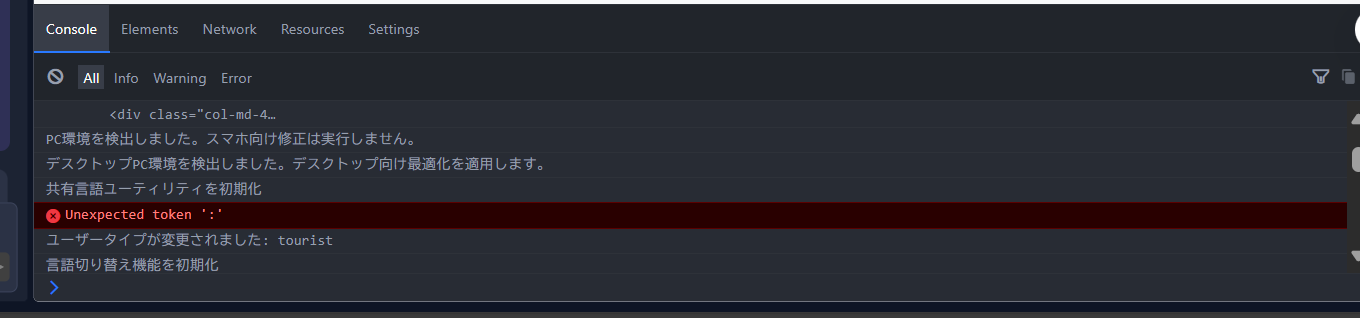 Console Elements Network Resources Settings
All Info Warning Error
<div class="col-md-4…
PC環境を検出しました。スマホ向け修正は実行しません。
デスクトップPC環境を検出しました。デスクトップ向け最適化を適用します。
共有言語ユーティリティを初期化
Unexpected token ':'
ユーザータイプが変更されました: tourist
言語切り替え機能を初期化